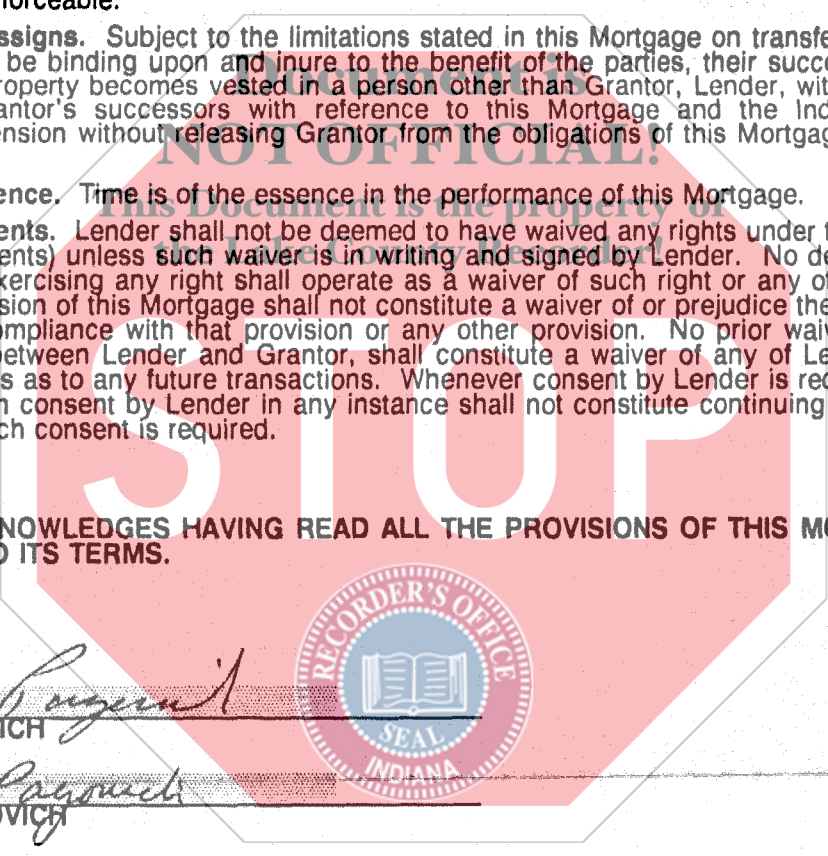 nforceable.
ssigns. Subject to the limitations stated in this Mortgage on transfe
be binding upon and inure to the benefit of the parties, their succe
roperty becomes vested in a person other than Grantor, Lender, wit
antor's successors with reference to this Mortgage and the Ind
ension without releasing Grantor from the obligations of this Mortgag
Document is
NOT OFFICIAL!
This Document is the property of
the Lake County Recorder!
ence. Time is of the essence in the performance of this Mortgage.
ents. Lender shall not be deemed to have waived any rights under t
ents) unless such waiver is in writing and signed by Lender. No de
xercising any right shall operate as a waiver of such right or any ot
sion of this Mortgage shall not constitute a waiver of or prejudice the
ompliance with that provision or any other provision. No prior waiv
etween Lender and Grantor, shall constitute a waiver of any of Le
s as to any future transactions. Whenever consent by Lender is rec
n consent by Lender in any instance shall not constitute continuing
ch consent is required.
STOP
NOWLEDGES HAVING READ ALL THE PROVISIONS OF THIS MO
O ITS TERMS.
RECORDER'S OFFICE
SEAL
INDIANA
ICH
OVICH